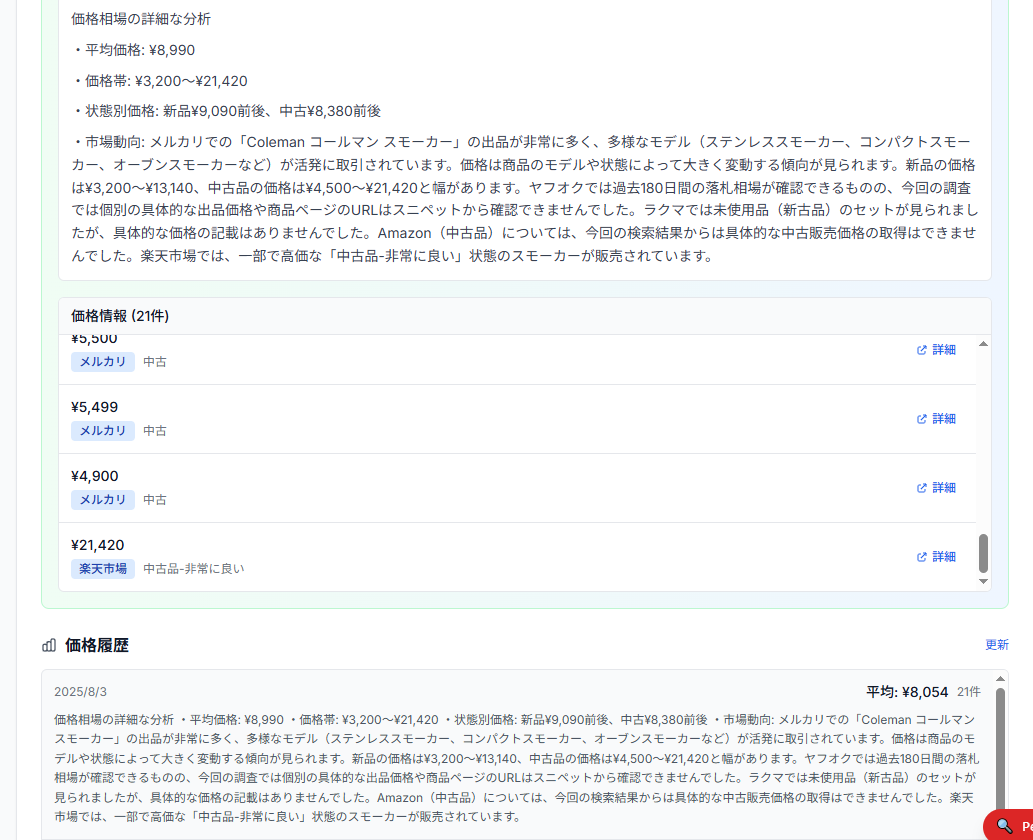 価格相場の詳細な分析
・平均価格: ¥8,990
・価格帯: ¥3,200〜¥21,420
・状態別価格: 新品¥9,090前後、中古¥8,380前後
・市場動向: メルカリでの「Coleman コールマン スモーカー」の出品が非常に多く、多様なモデル（ステンレススモーカー、コンパクトスモー
カー、オーブンスモーカーなど）が活発に取引されています。価格は商品のモデルや状態によって大きく変動する傾向が見られます。新品の価格
は¥3,200〜¥13,140、中古品の価格は¥4,500〜¥21,420と幅があります。ヤフオクでは過去180日間の落札相場が確認できるものの、今回の調査
では個別の具体的な出品価格や商品ページのURLはスニペットから確認できませんでした。ラクマでは未使用品（新古品）のセットが見られまし
たが、具体的な価格の記載はありませんでした。Amazon（中古品）については、今回の検索結果からは具体的な中古販売価格の取得はできませ
んでした。楽天市場では、一部で高価な「中古品-非常に良い」状態のスモーカーが販売されています。
価格情報 (21件)
¥5,500
メルカリ 中古 詳細
¥5,499
メルカリ 中古 詳細
¥4,900
メルカリ 中古 詳細
¥21,420
楽天市場 中古品-非常に良い 詳細
価格履歴 更新
2025/8/3 平均: ¥8,054 21件
価格相場の詳細な分析 ・平均価格: ¥8,990 ・価格帯: ¥3,200〜¥21,420 ・状態別価格: 新品¥9,090前後、中古¥8,380前後 ・市場動向: メルカリでの「Coleman コールマン
スモーカー」の出品が非常に多く、多様なモデル（ステンレススモーカー、コンパクトスモーカー、オーブンスモーカーなど）が活発に取引されています。価格は商品のモ
デルや状態によって大きく変動する傾向が見られます。新品の価格は¥3,200〜¥13,140、中古品の価格は¥4,500〜¥21,420と幅があります。ヤフオクでは過去180日間の落札
相場が確認できるものの、今回の調査では個別の具体的な出品価格や商品ページのURLはスニペットから確認できませんでした。ラクマでは未使用品（新古品）のセットが
見られましたが、具体的な価格の記載はありませんでした。Amazon（中古品）については、今回の検索結果からは具体的な中古販売価格の取得はできませんでした。楽天
市場では、一部で高価な「中古品-非常に良い」状態のスモーカーが販売されています。